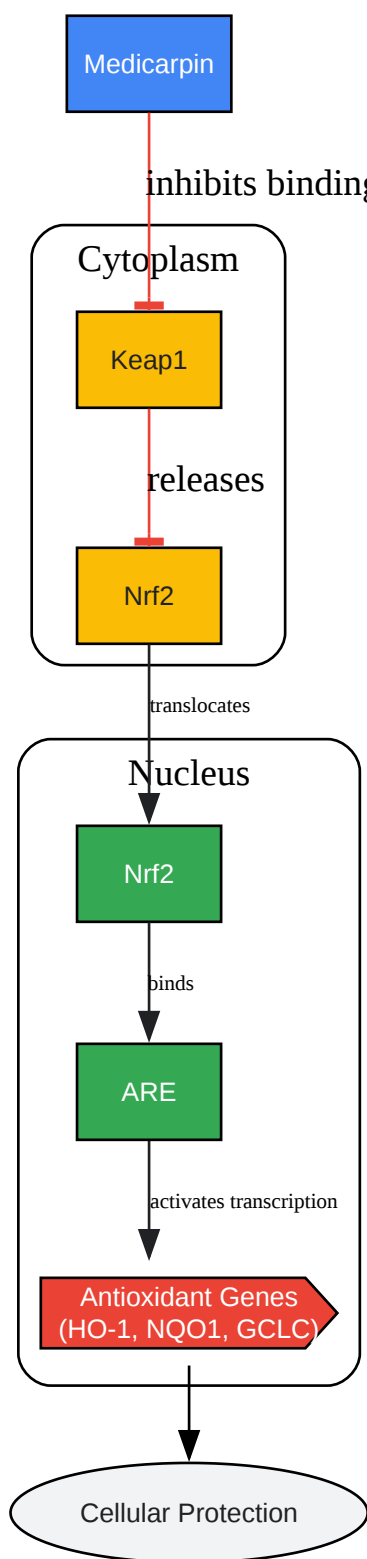 Medicarpin
inhibits binding
Cytoplasm
Keap1
releases
Nrf2
translocates
Nucleus
Nrf2
binds
ARE
activates transcription
Antioxidant Genes
(HO-1, NQO1, GCLC)
Cellular Protection